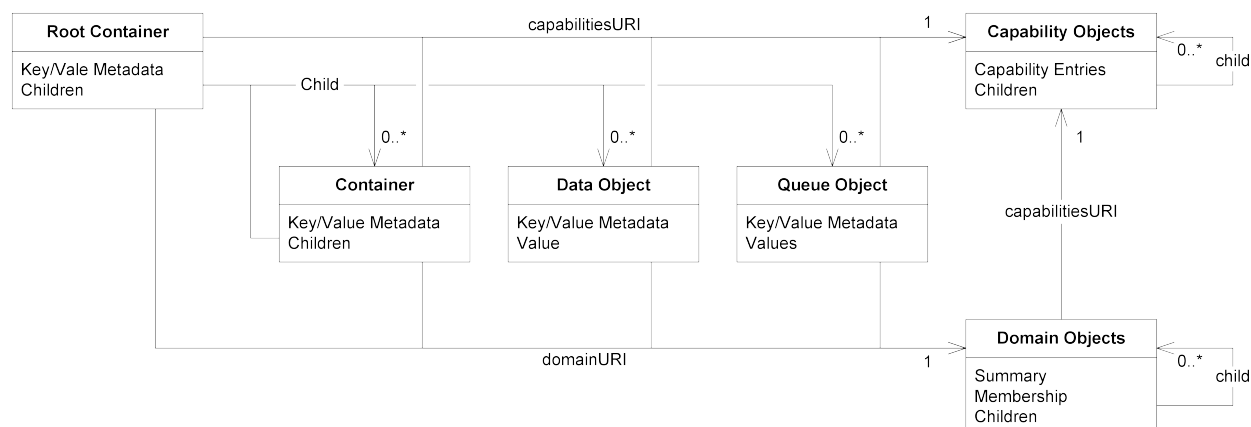 Root Container
Key/Vale Metadata
Children
capabilitiesURI
1
Capability Objects
Capability Entries
Children
0..*
child
Child
0..*
0..*
0..*
Container
Key/Value Metadata
Children
Data Object
Key/Value Metadata
Value
Queue Object
Key/Value Metadata
Values
1
capabilitiesURI
domainURI
1
Domain Objects
Summary
Membership
Children
0..*
child